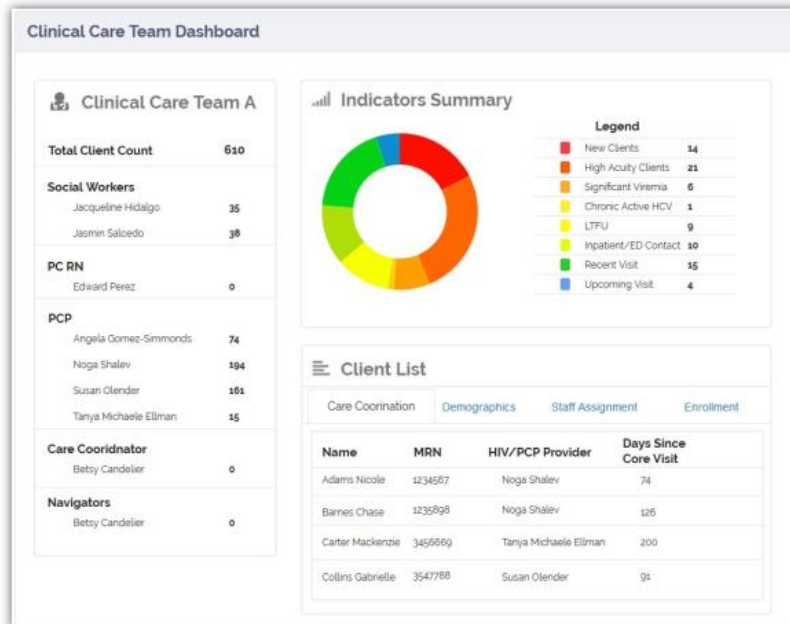 Clinical Care Team Dashboard
Clinical Care Team A
Total Client Count 610
Social Workers
Jacqueline Hidalgo 35
Jasmin Salcedo 38
PC RN
Edward Perez 0
PCP
Angela Gomez-Simmonds 74
Noga Shalev 194
Susan Olender 161
Tanya Michaele Ellman 15
Care Cooridnator
Betsy Candelier 0
Navigators
Betsy Candelier 0
Indicators Summary
Legend
New Clients 14
High Acuity Clients 21
Significant Viremia 6
Chronic Active HCV 1
LTFU 9
Inpatient/ED Contact 10
Recent Visit 15
Upcoming Visit 4
Client List
Care Coorination Demographics Staff Assignment Enrollment
Name MRN HIV/PCP Provider Days Since Core Visit
Adams Nicole 1234567 Noga Shalev 74
Barnes Chase 1235898 Noga Shalev 126
Carter Mackenzie 3456669 Tanya Michaele Ellman 200
Collins Gabrielle 3547788 Susan Olender 91